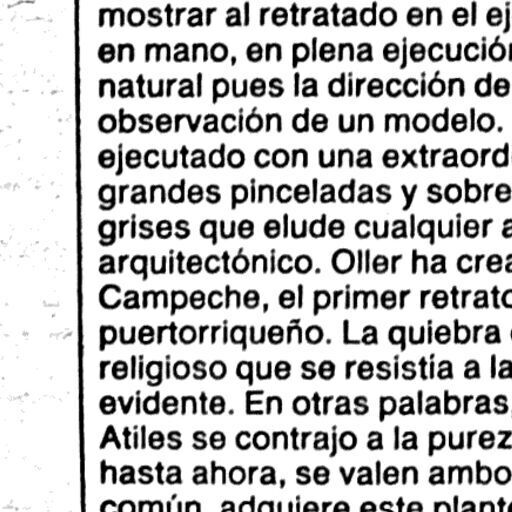 mostrar al retratado en el ej
en mano, en plena ejecución
natural pues la dirección de
observación de un modelo.
ejecutado con una extraord
grandes pinceladas y sobre
grises que elude cualquier a
arquitectónico. Oller ha crea
Campeche, el primer retrato
puertorriqueño. La quiebra
religioso que se resistía a la
evidente. En otras palabras,
Atiles se contrajo a la purez
hasta ahora, se valen ambo
común, adquiere este plante